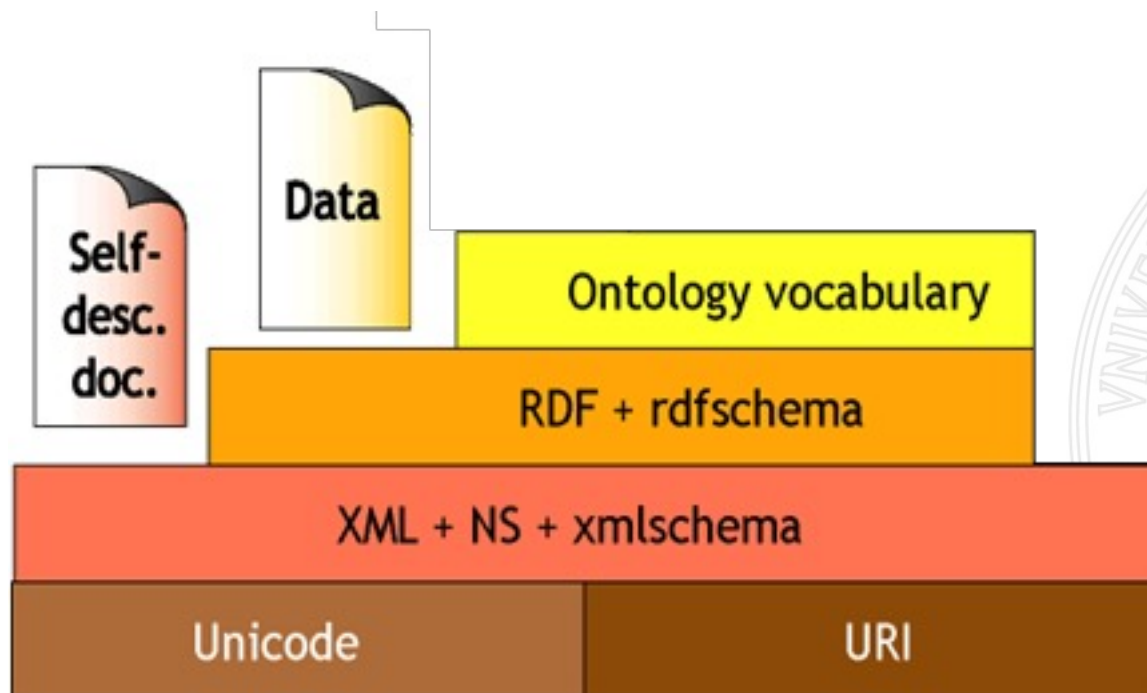 Data
Self-
desc.
doc.
Ontology vocabulary
RDF + rdfschema
XML + NS + xmlschema
Unicode
URI